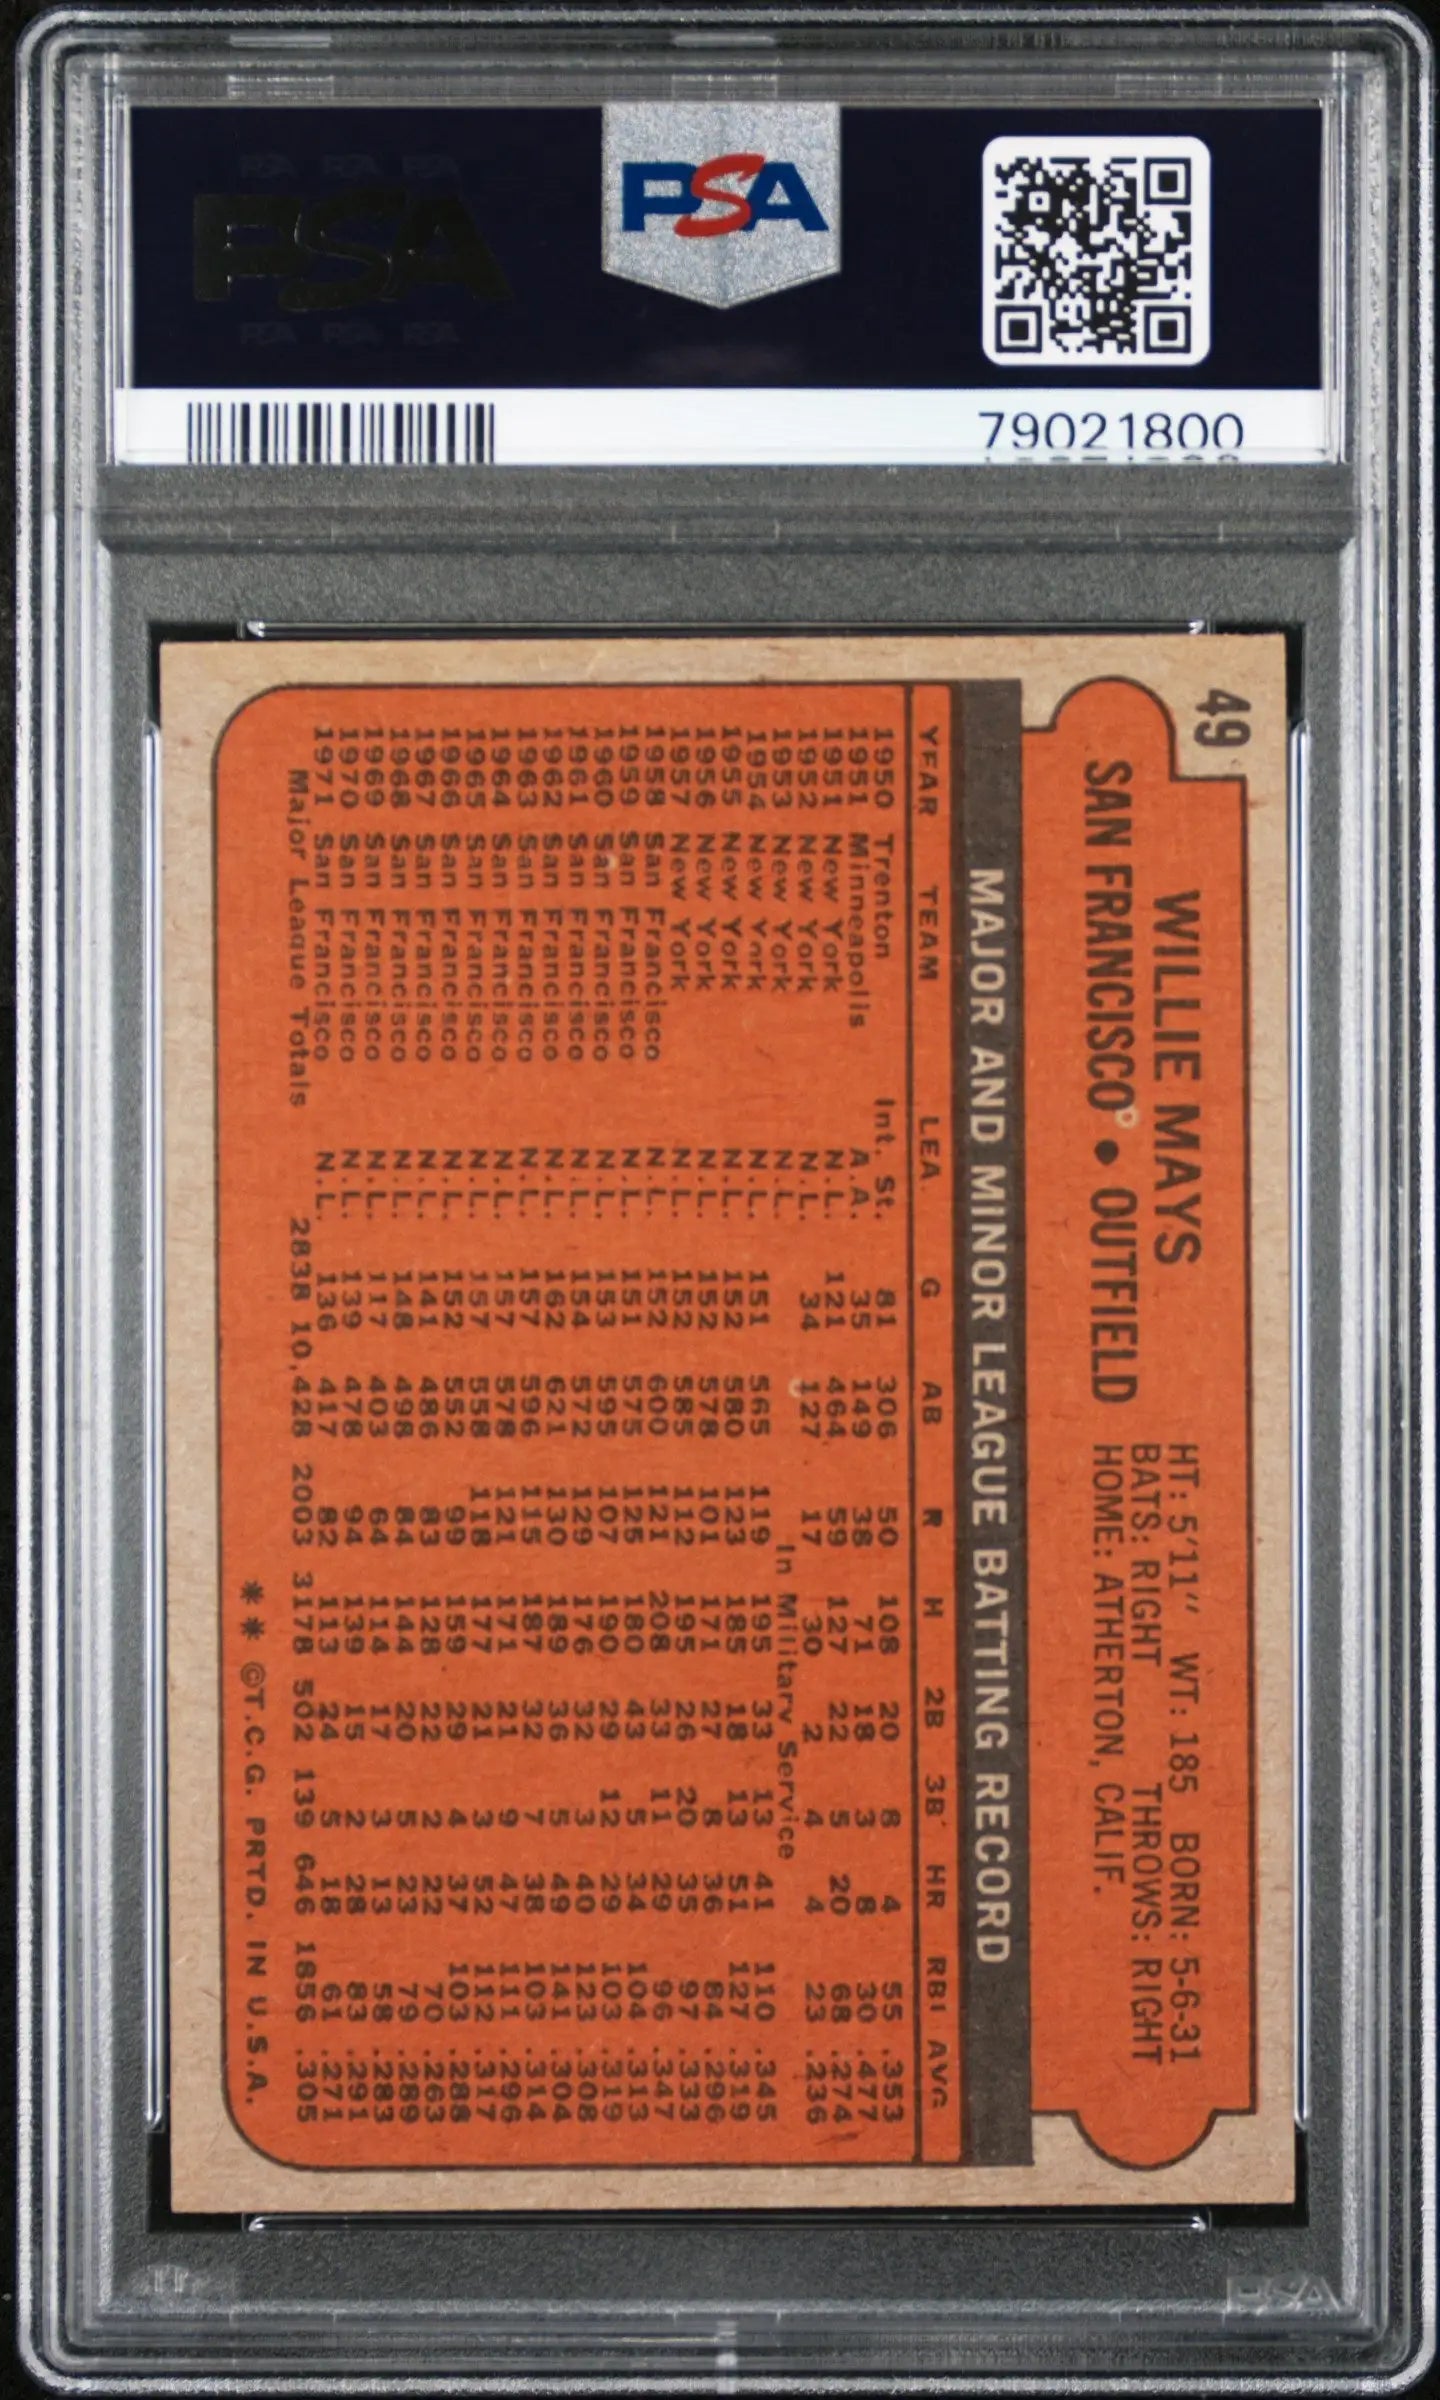 PSA
PSA PSA PSA
PSA
PSA PSA PSA
79021800
49
WILLIE MAYS
SAN FRANCISCO • OUTFIELD
HT: 5'11" WT: 185 BORN: 5-6-31
BATS: RIGHT THROWS: RIGHT
HOME: ATHERTON, CALIF.
MAJOR AND MINOR LEAGUE BATTING RECORD
YEAR TEAM LEA. G AB R H 2B 3B HR RBI AVG
1950 Trenton Int. St. 81 306 50 108 20 8 4 55 .353
1951 Minneapolis A.A. 35 149 38 71 18 3 8 30 .477
1951 New York N.L. 121 464 59 127 22 5 20 68 .274
1952 New York N.L. 34 127 17 30 2 4 4 23 .236
1953 New York N.L. In Military Service
1954 New York N.L. 151 565 119 195 33 13 41 110 .345
1955 New York N.L. 152 580 123 185 18 13 51 127 .319
1956 New York N.L. 152 578 101 171 27 8 36 84 .296
1957 New York N.L. 152 585 112 195 26 20 35 97 .333
1958 San Francisco N.L. 152 600 121 208 33 11 29 96 .347
1959 San Francisco N.L. 151 575 125 180 43 5 34 104 .313
1960 San Francisco N.L. 153 595 107 190 29 12 29 103 .319
1961 San Francisco N.L. 154 572 129 176 32 3 40 123 .308
1962 San Francisco N.L. 162 621 130 189 36 5 49 141 .304
1963 San Francisco N.L. 157 596 115 187 32 7 38 103 .314
1964 San Francisco N.L. 157 578 121 171 21 9 47 111 .296
1965 San Francisco N.L. 157 558 118 177 21 3 52 112 .317
1966 San Francisco N.L. 152 552 99 159 29 4 37 103 .288
1967 San Francisco N.L. 141 486 83 128 22 2 22 70 .263
1968 San Francisco N.L. 148 498 84 144 20 5 23 79 .289
1969 San Francisco N.L. 117 403 64 114 17 3 13 58 .283
1970 San Francisco N.L. 139 478 94 139 15 2 28 83 .291
1971 San Francisco N.L. 136 417 82 113 24 5 18 61 .271
Major League Totals 2838 10,428 2003 3178 502 139 646 1856 .305
** ©T.C.G. PRTD. IN U.S.A.
PSA